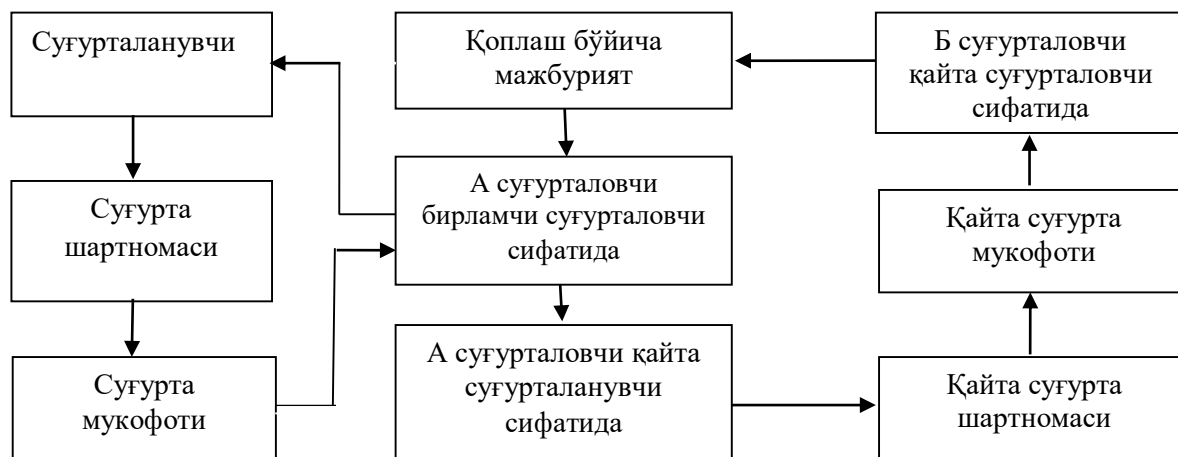 Суғурталанувчи
Суғурта
шартномаси
Суғурта
мукофоти
Қоплаш бўйича
мажбурият
А суғурталовчи
бирламчи суғурталовчи
сифатида
А суғурталовчи қайта
суғурталанувчи
сифатида
Б суғурталовчи
қайта суғурталовчи
сифатида
Қайта суғурта
мукофоти
Қайта суғурта
шартномаси